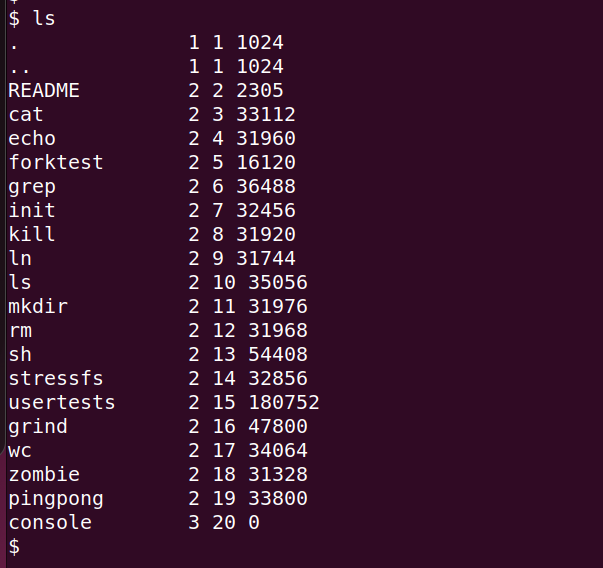 $ ls
.              1 1 1024
..             1 1 1024
README         2 2 2305
cat            2 3 33112
echo           2 4 31960
forktest       2 5 16120
grep           2 6 36488
init           2 7 32456
kill           2 8 31920
ln             2 9 31744
ls             2 10 35056
mkdir          2 11 31976
rm             2 12 31968
sh             2 13 54408
stressfs       2 14 32856
usertests      2 15 180752
grind          2 16 47800
wc             2 17 34064
zombie         2 18 31328
pingpong       2 19 33800
console        3 20 0
$